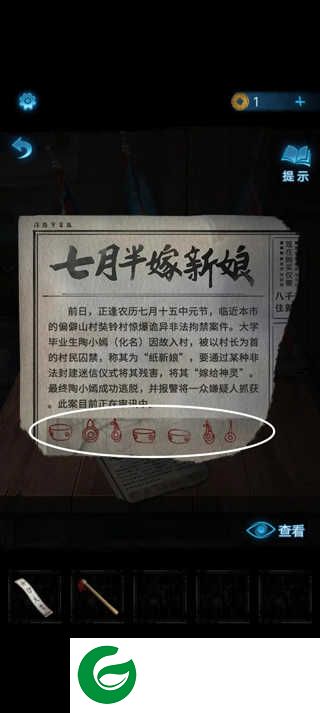 1
提示
七月半嫁新娘
前日，正逢农历七月十五中元节，临近本市
的偏僻山村奘铃村惊爆诡异非法拘禁案件。大学
毕业生陶小嫣（化名）因故入村，被以村长为首
的村民囚禁，称其为“纸新娘”，要通过某种非
法封建迷信仪式将其残害，将其“嫁给神灵”。
最终陶小嫣成功逃脱，并报警将一众嫌疑人抓获
。此案目前正在审讯中。
查看